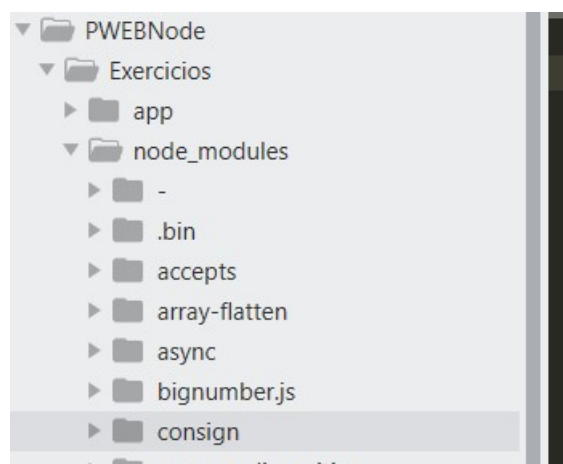 PWEBNode
Exercicios
app
node_modules
-
.bin
accepts
array-flatten
async
bignumber.js
consign